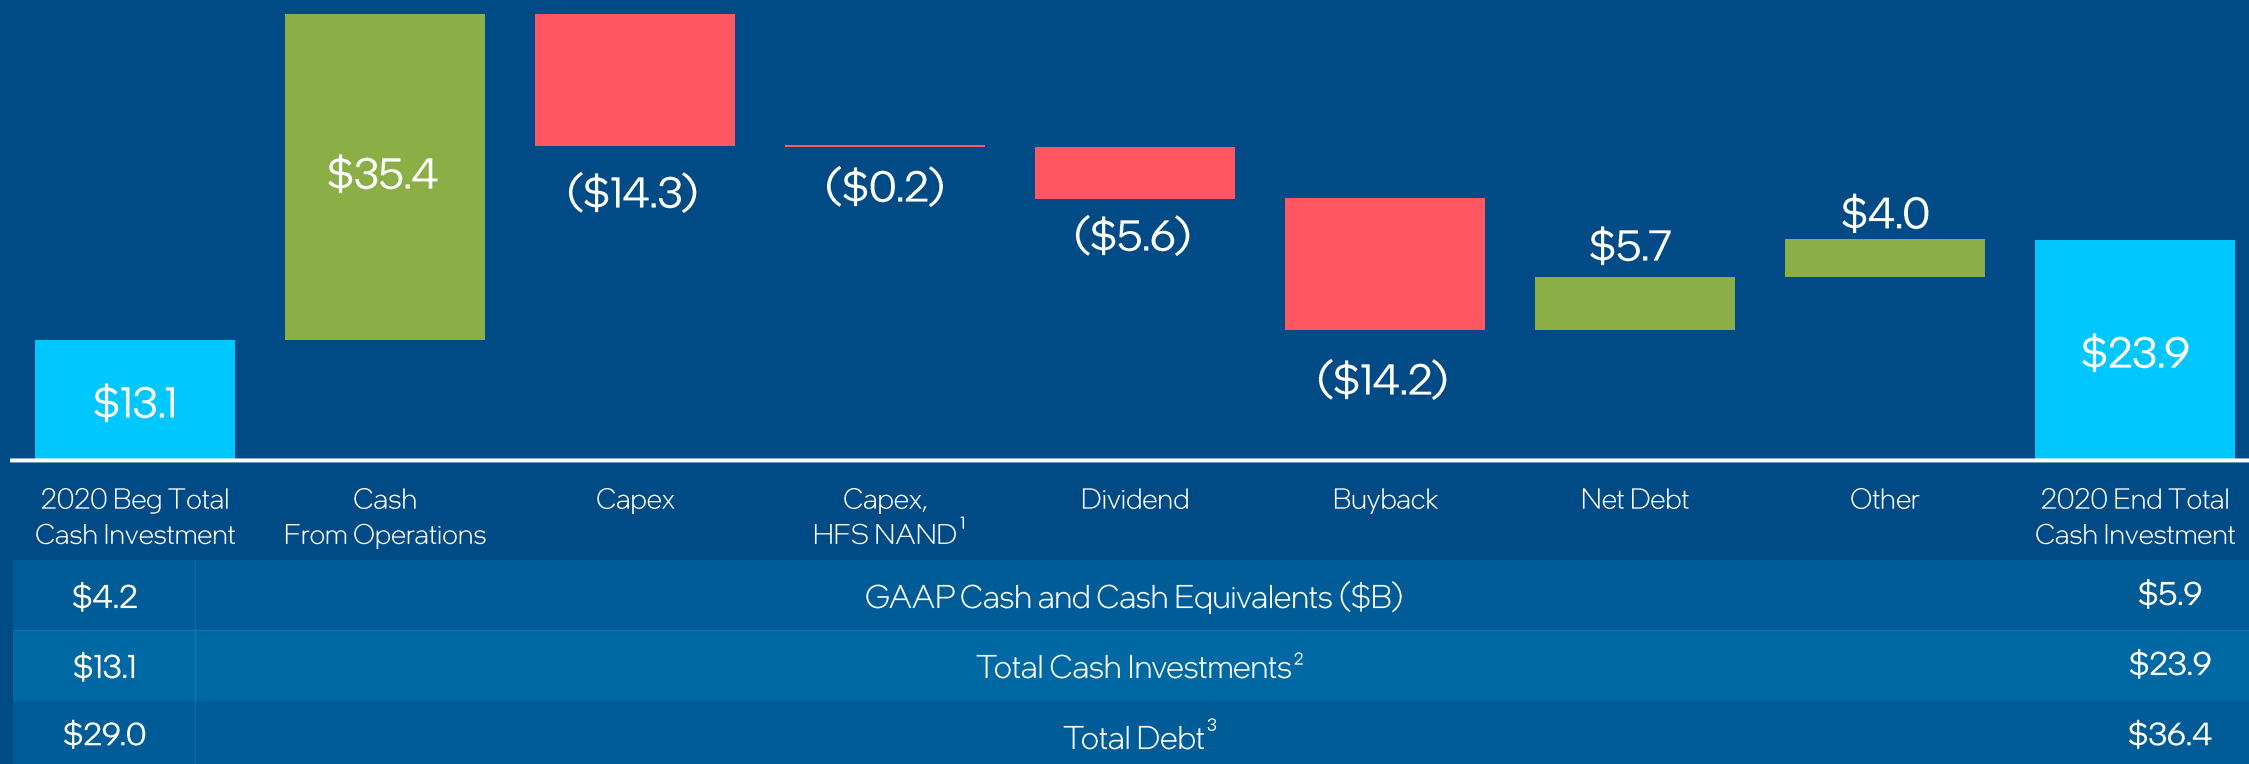 $35.4
($14.3)
($0.2)
($5.6)
($14.2)
$5.7
$4.0
$13.1
$23.9
2020 Beg Total
Cash Investment
Cash
From Operations
Capex
Capex,
HFS NAND¹
Dividend
Buyback
Net Debt
Other
2020 End Total
Cash Investment
$4.2 GAAP Cash and Cash Equivalents ($B) $5.9
$13.1 Total Cash Investments² $23.9
$29.0 Total Debt³ $36.4